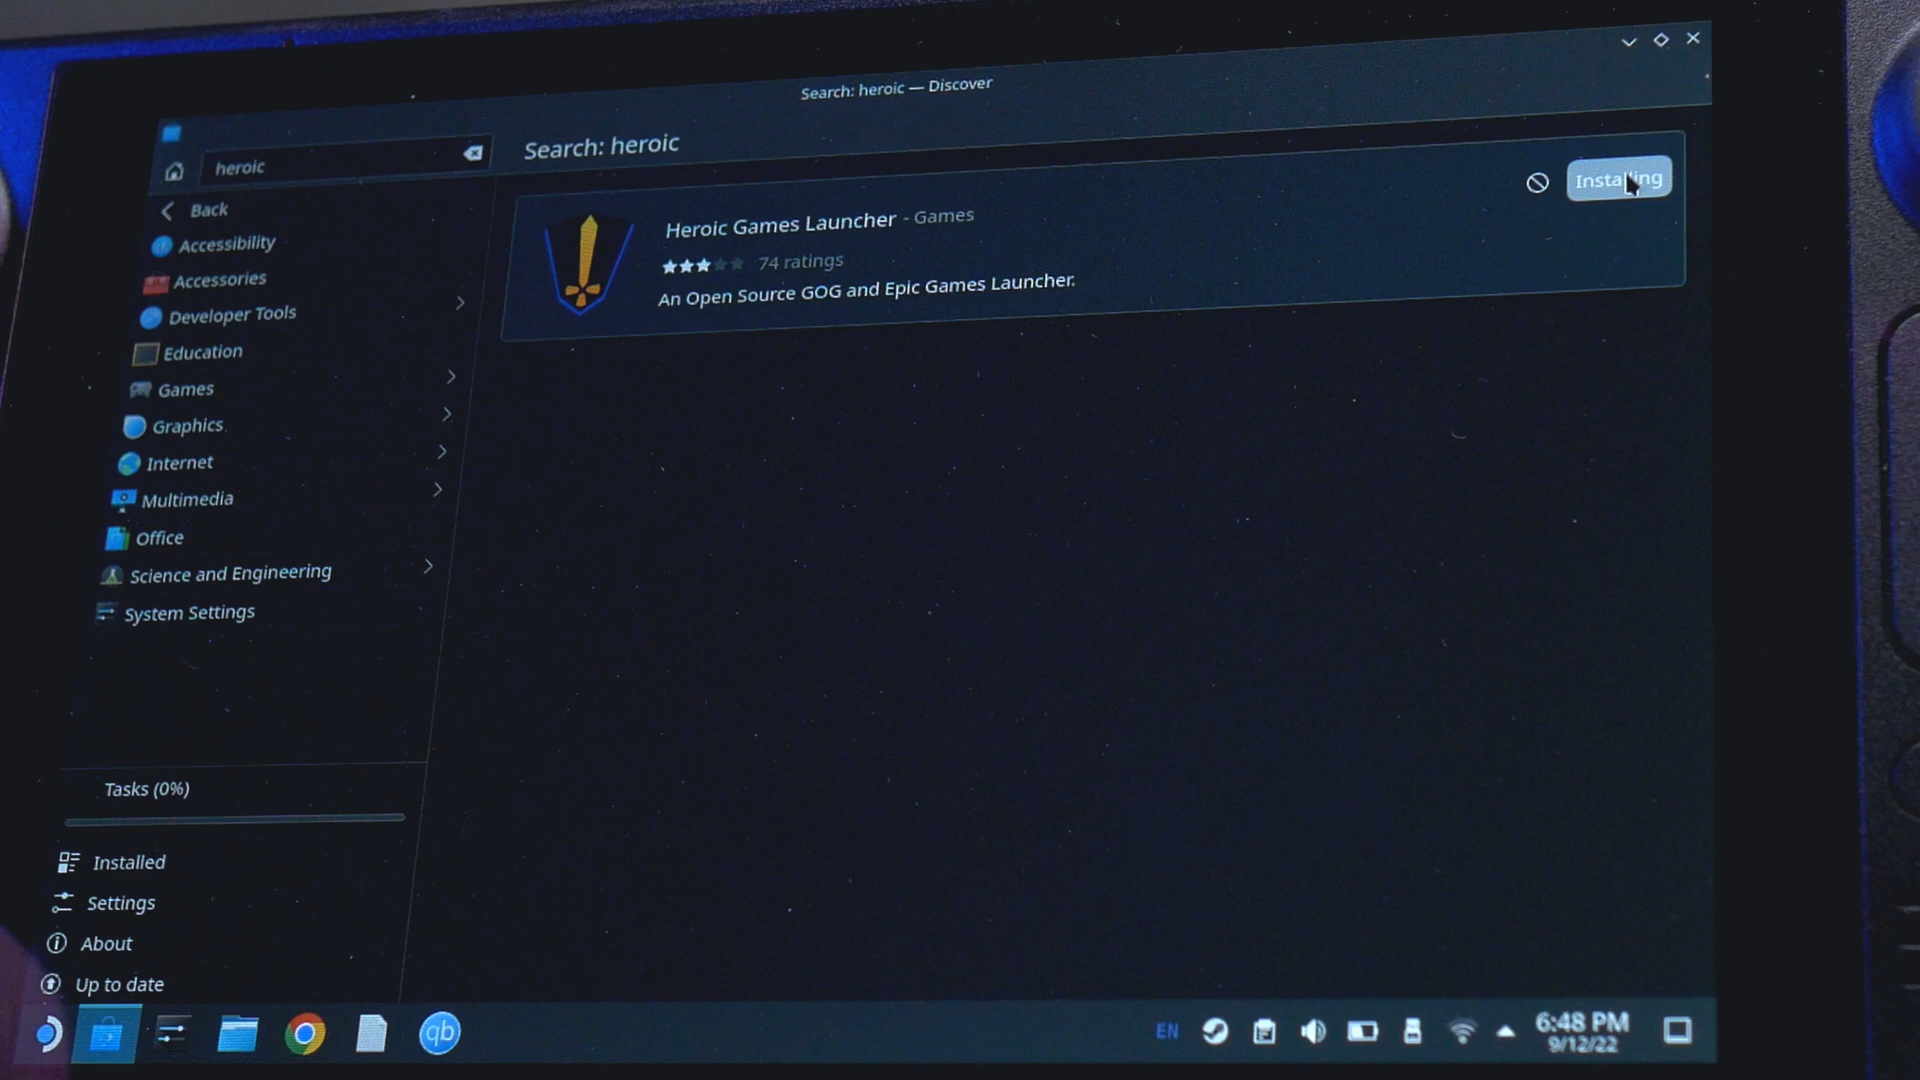 Search: heroic — Discover
heroic
Search: heroic
Back
Accessibility
Accessories
Developer Tools
Education
Games
Graphics
Internet
Multimedia
Office
Science and Engineering
System Settings
Heroic Games Launcher - Games
74 ratings
An Open Source GOG and Epic Games Launcher.
Installing
Tasks (0%)
Installed
Settings
About
Up to date
qb
EN
6:48 PM
9/12/22